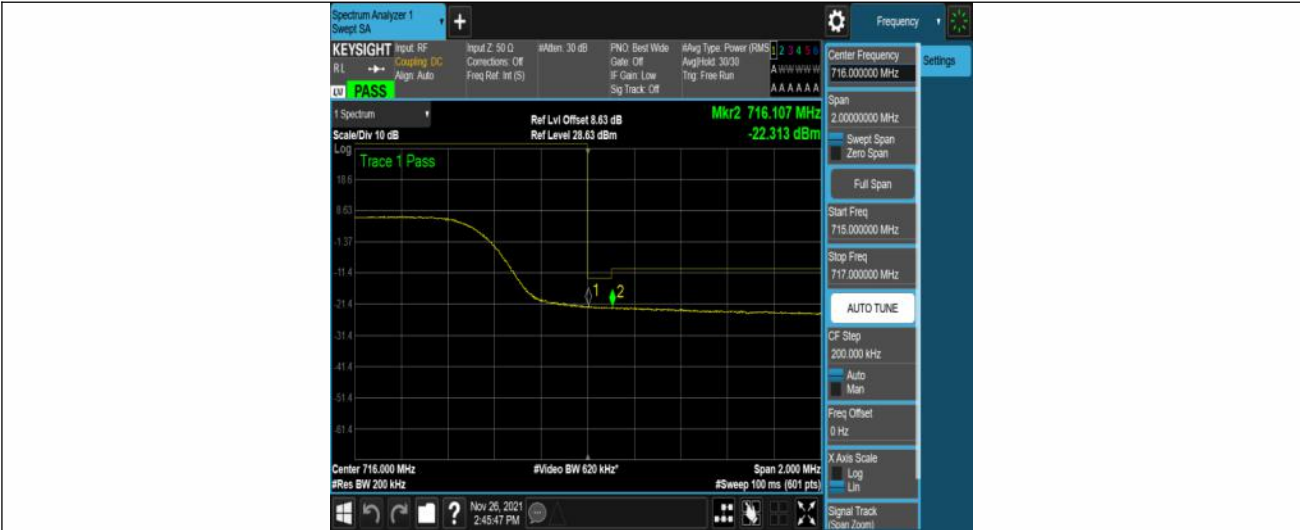 Spectrum Analyzer 1
Swept SA
+
Frequency
KEYSIGHT
RL
LXI PASS
Input: RF
Coupling: DC
Align: Auto
Input Z: 50 Ω
Corrections: Off
Freq Ref: Int (S)
#Atten: 30 dB
PNO: Best Wide
Gate: Off
IF Gain: Low
Sig Track: Off
#Avg Type: Power (RMS
Avg|Hold: 30/30
Trig: Free Run
1 2 3 4 5 6
A W W W W W
A A A A A A
1 Spectrum
Scale/Div 10 dB
Ref Lvl Offset 8.63 dB
Ref Level 28.63 dBm
Mkr2 716.107 MHz
-22.313 dBm
Log
Trace 1 Pass
18.6
8.63
-1.37
-11.4
-21.4
-31.4
-41.4
-51.4
-61.4
1
2
Center 716.000 MHz
#Res BW 200 kHz
#Video BW 620 kHz*
Span 2.000 MHz
#Sweep 100 ms (601 pts)
?
Nov 26, 2021
2:45:47 PM
Center Frequency
716.000000 MHz
Settings
Span
2.00000000 MHz
Swept Span
Zero Span
Full Span
Start Freq
715.000000 MHz
Stop Freq
717.000000 MHz
AUTO TUNE
CF Step
200.000 kHz
Auto
Man
Freq Offset
0 Hz
X Axis Scale
Log
Lin
Signal Track
(Span Zoom)